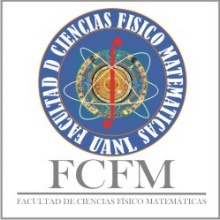 FACULTAD D CIENCIAS FISICO MATEMATICAS UANL
FCFM
FACULTAD DE CIENCIAS FÍSICO MATEMÁTICAS